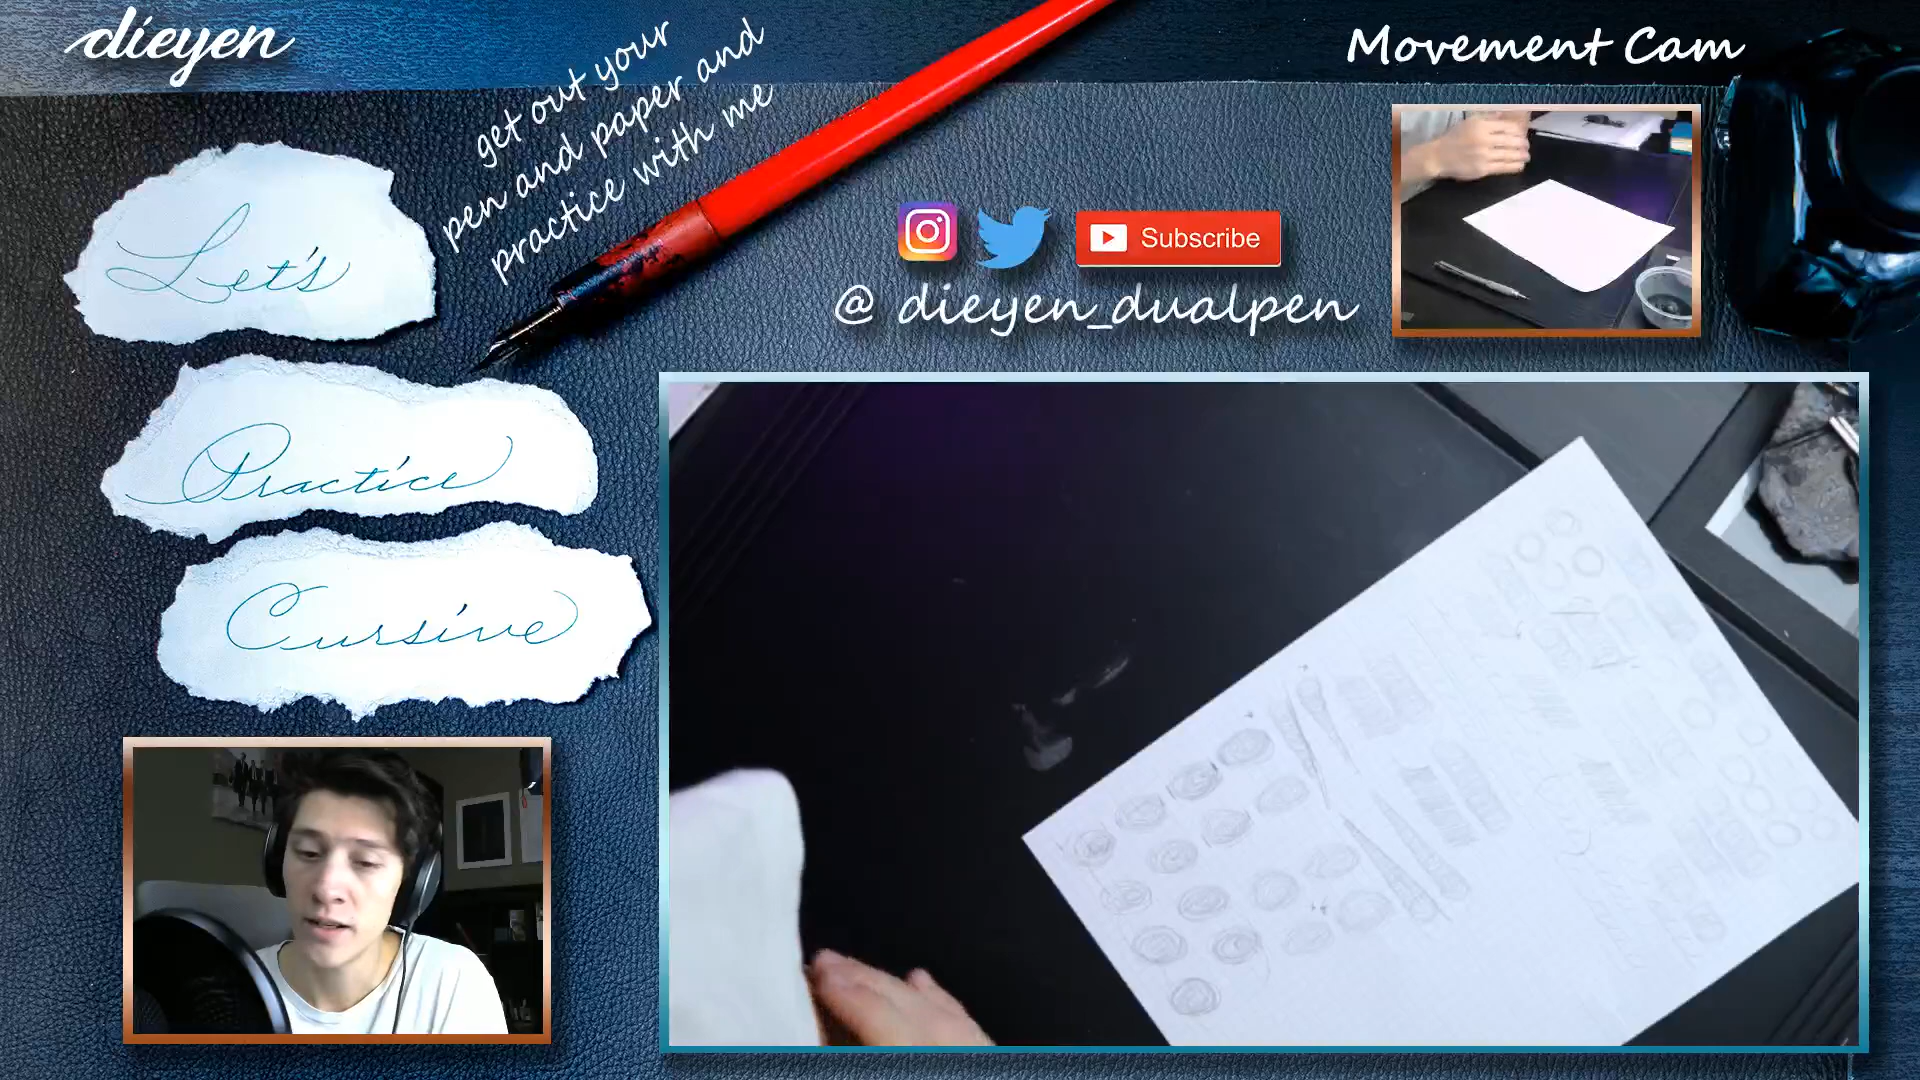 dieyen
get out your
pen and paper and
practice with me
Movement Cam
Let's
Practice
Cursive
Subscribe
@ dieyen_dualpen